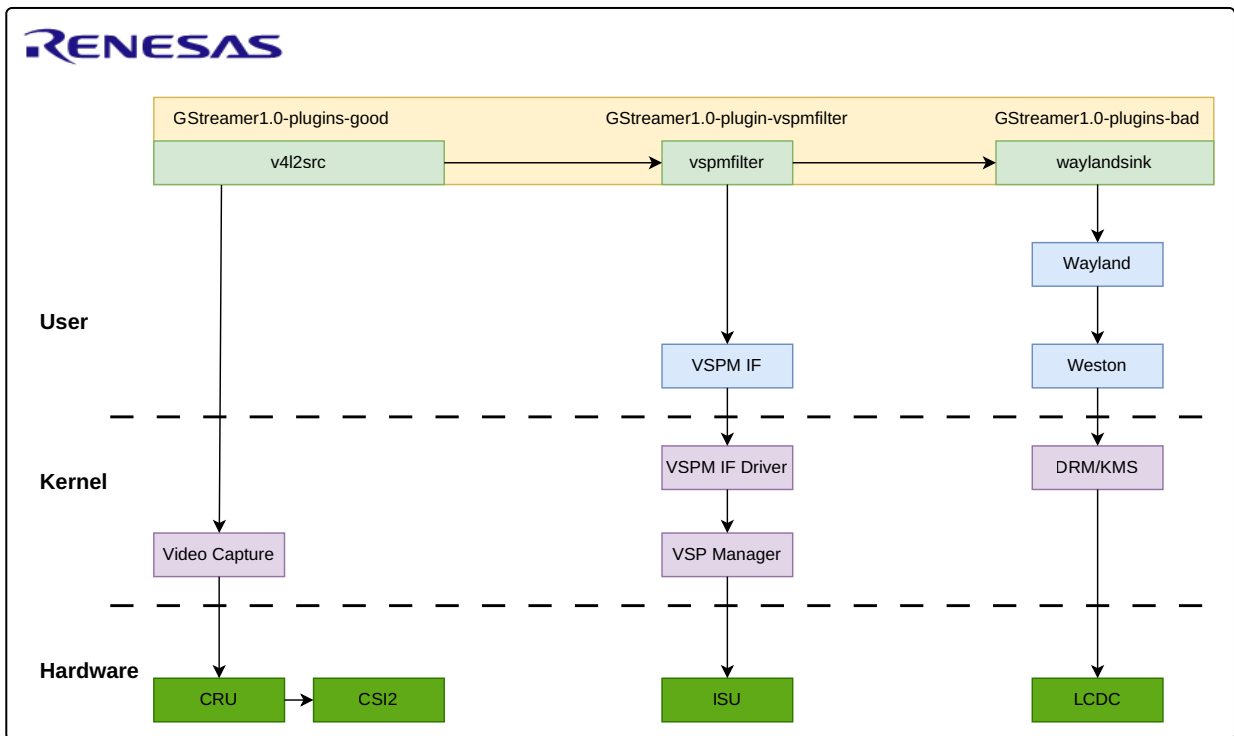 RENESAS
GStreamer1.0-plugins-good
GStreamer1.0-plugin-vspmfilter
GStreamer1.0-plugins-bad
v4l2src
vspmfilter
waylandsink
Wayland
User
VSPM IF
Weston
Kernel
VSPM IF Driver
DRM/KMS
Video Capture
VSP Manager
Hardware
CRU
CSI2
ISU
LCDC